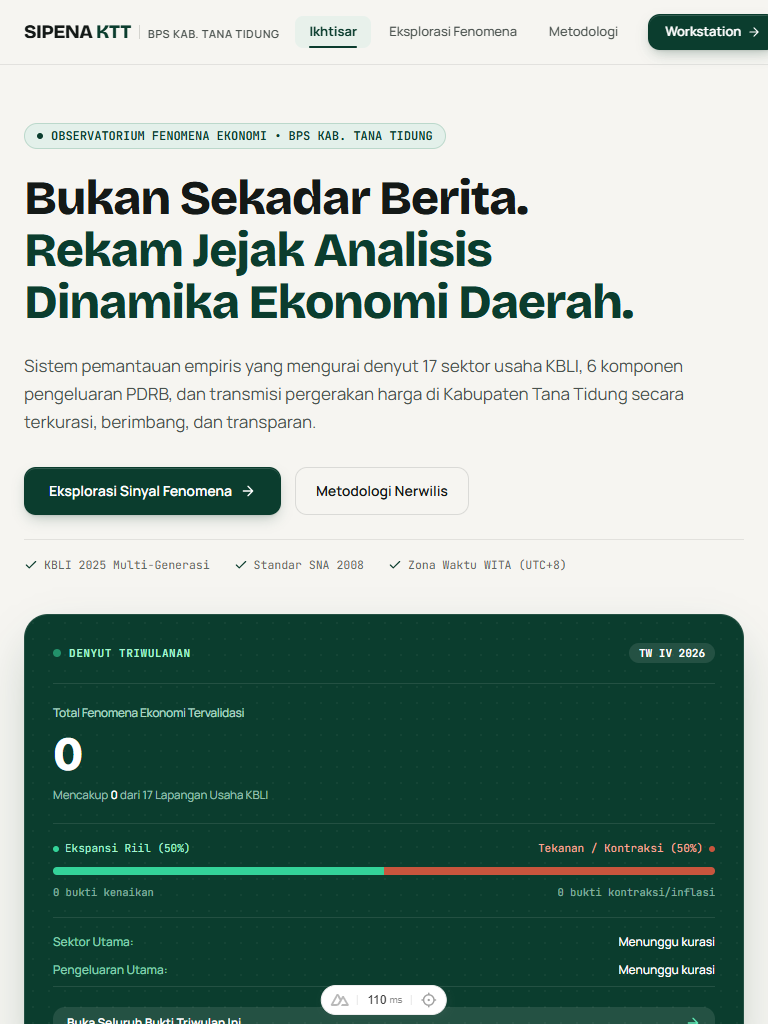 SIPENA KTT BPS KAB. TANA TIDUNG Ikhtisar Eksplorasi Fenomena Metodologi Workstation →
• OBSERVATORIUM FENOMENA EKONOMI • BPS KAB. TANA TIDUNG
Bukan Sekadar Berita.
Rekam Jejak Analisis
Dinamika Ekonomi Daerah.
Sistem pemantauan empiris yang mengurai denyut 17 sektor usaha KBLI, 6 komponen
pengeluaran PDRB, dan transmisi pergerakan harga di Kabupaten Tana Tidung secara
terkurasi, berimbang, dan transparan.
Eksplorasi Sinyal Fenomena → Metodologi Nerwilis
✓ KBLI 2025 Multi-Generasi ✓ Standar SNA 2008 ✓ Zona Waktu WITA (UTC+8)
DENYUT TRIWULANAN TW IV 2026
Total Fenomena Ekonomi Tervalidasi
0
Mencakup 0 dari 17 Lapangan Usaha KBLI
Ekspansi Riil (50%) Tekanan / Kontraksi (50%)
0 bukti kenaikan 0 bukti kontraksi/inflasi
Sektor Utama: Menunggu kurasi
Pengeluaran Utama: Menunggu kurasi
110 ms
Buka Seluruh Bukti Triwulan Ini →